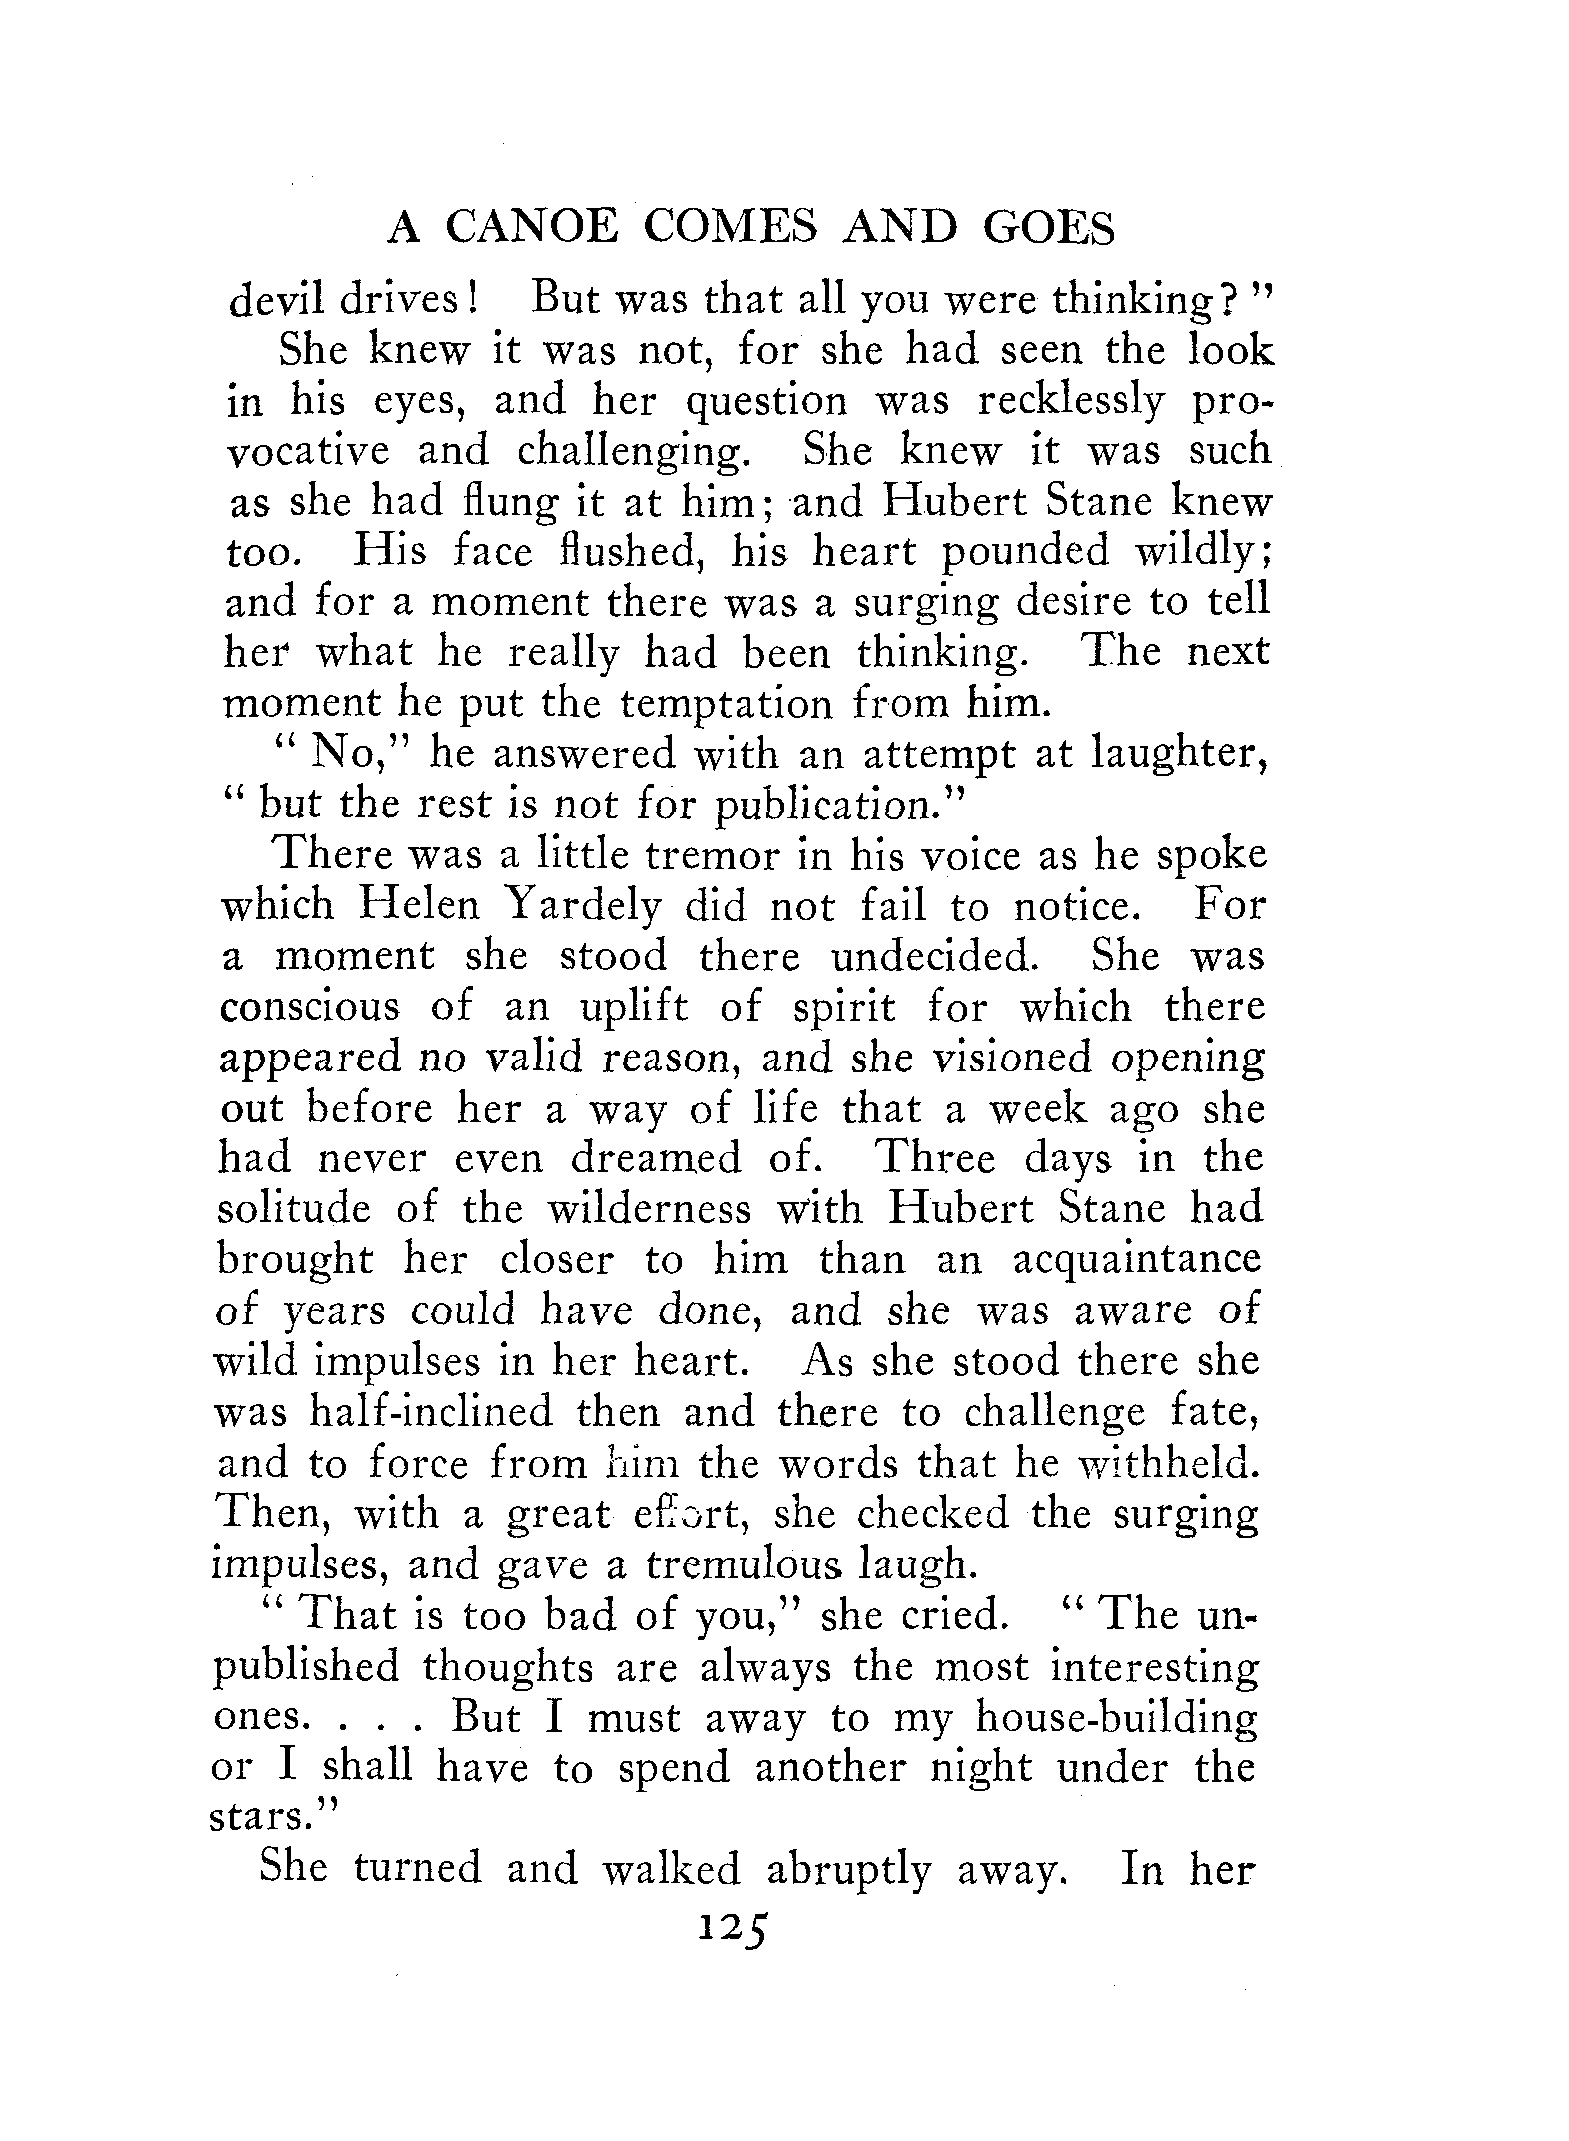 A CANOE COMES AND GOES
devil drives! But was that all you were thinking?"
She knew it was not, for she had seen the look
in his eyes, and her question was recklessly pro-
vocative and challenging. She knew it was such
as she had flung it at him; and Hubert Stane knew
too. His face flushed, his heart pounded wildly;
and for a moment there was a surging desire to tell
her what he really had been thinking. The next
moment he put the temptation from him.
"No," he answered with an attempt at laughter,
"but the rest is not for publication."
There was a little tremor in his voice as he spoke
which Helen Yardely did not fail to notice. For
a moment she stood there undecided. She was
conscious of an uplift of spirit for which there
appeared no valid reason, and she visioned opening
out before her a way of life that a week ago she
had never even dreamed of. Three days in the
solitude of the wilderness with Hubert Stane had
brought her closer to him than an acquaintance
of years could have done, and she was aware of
wild impulses in her heart. As she stood there she
was half-inclined then and there to challenge fate,
and to force from him the words that he withheld.
Then, with a great effort, she checked the surging
impulses, and gave a tremulous laugh.
"That is too bad of you," she cried. "The un-
published thoughts are always the most interesting
ones. . . . But I must away to my house-building
or I shall have to spend another night under the
stars."
She turned and walked abruptly away. In her
125